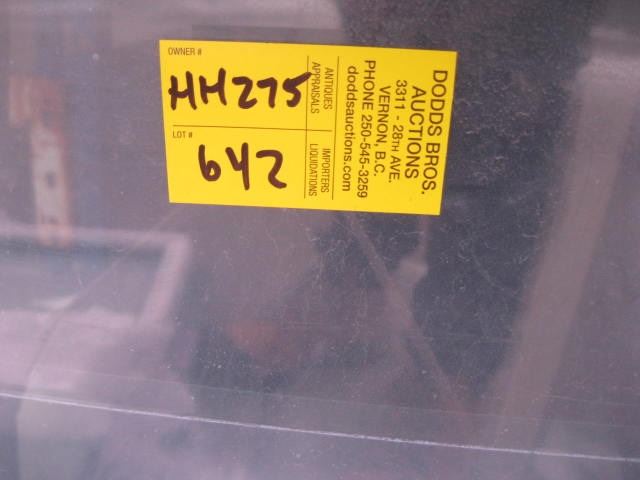 OWNER #
HH275
LOT #
642
ANTIQUES
APPRAISALS
IMPORTERS
LIQUIDATIONS
DODDS BROS.
AUCTIONS
3311 - 28TH AVE.
VERNON, B.C.
PHONE 250-545-3259
doddsauctions.com